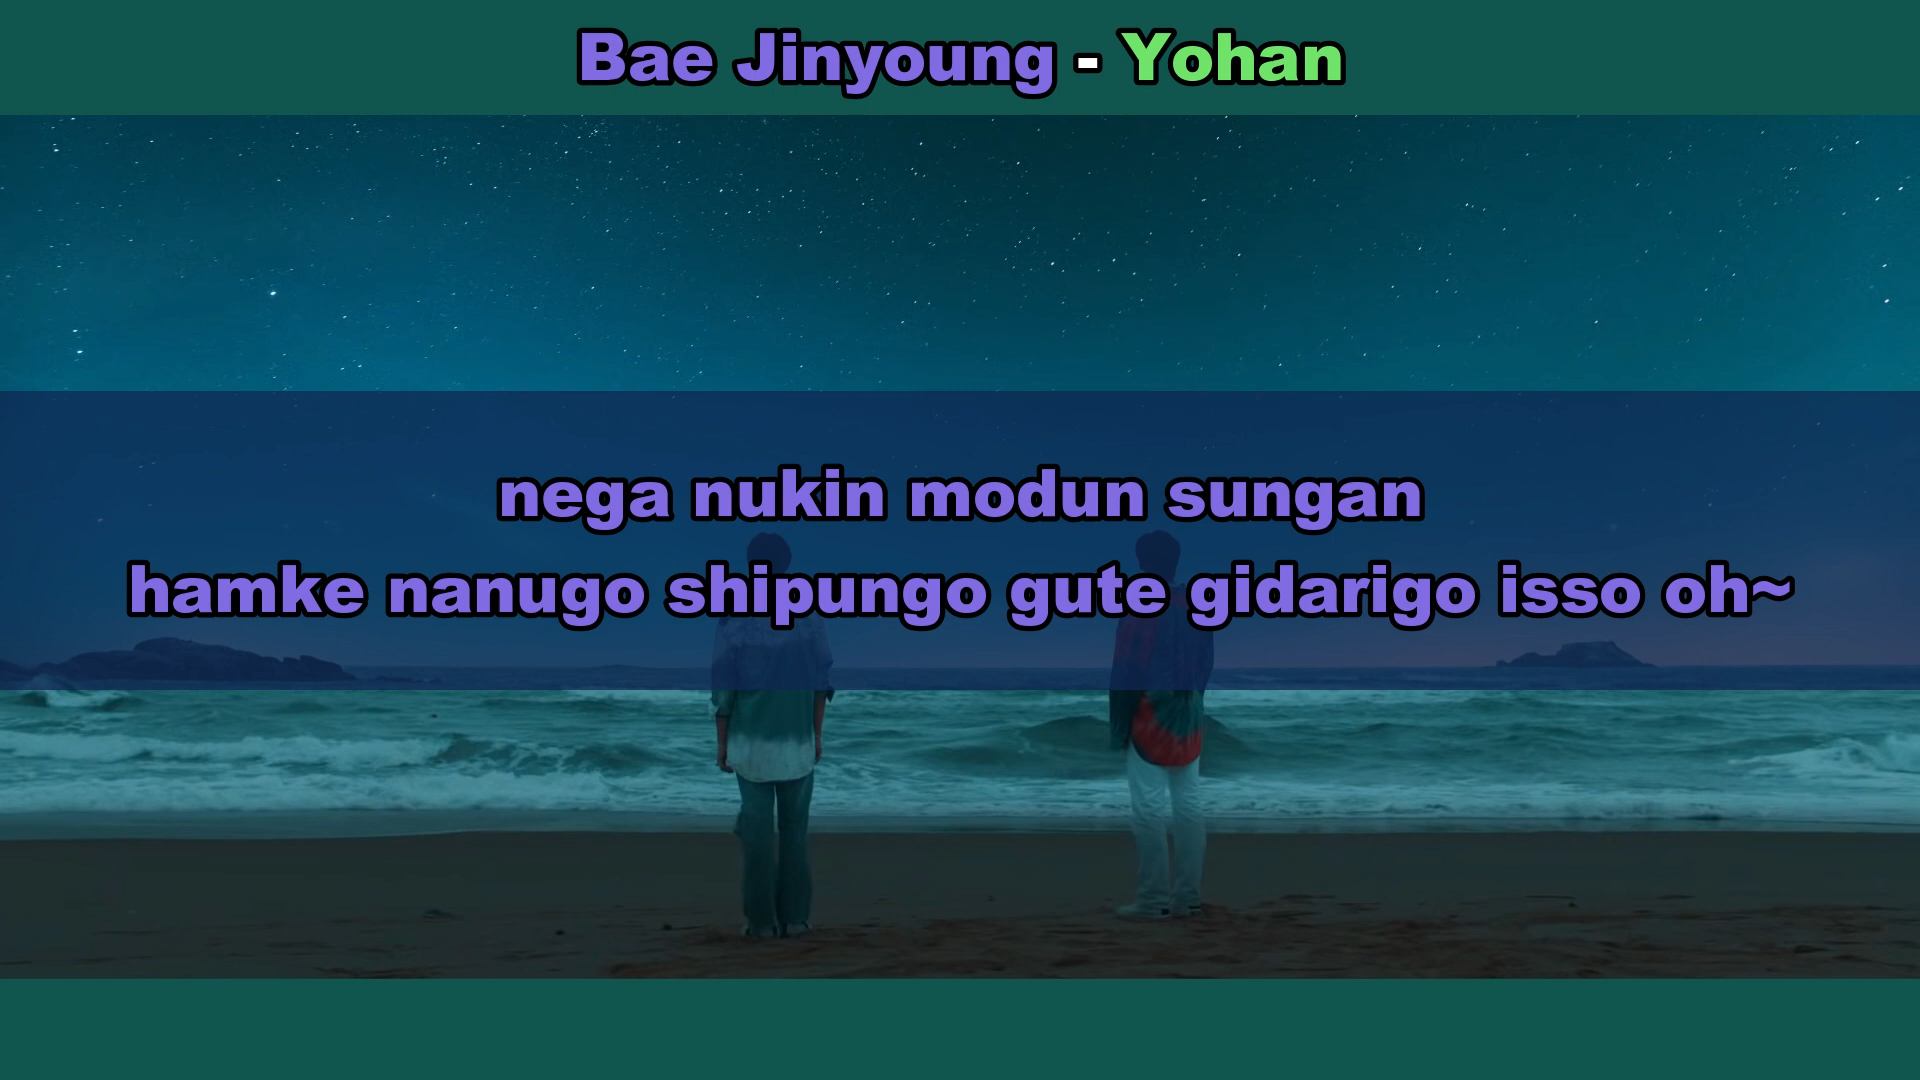 Bae Jinyoung - Yohan
nega nukin modun sungan
hamke nanugo shipungo gute gidarigo isso oh~